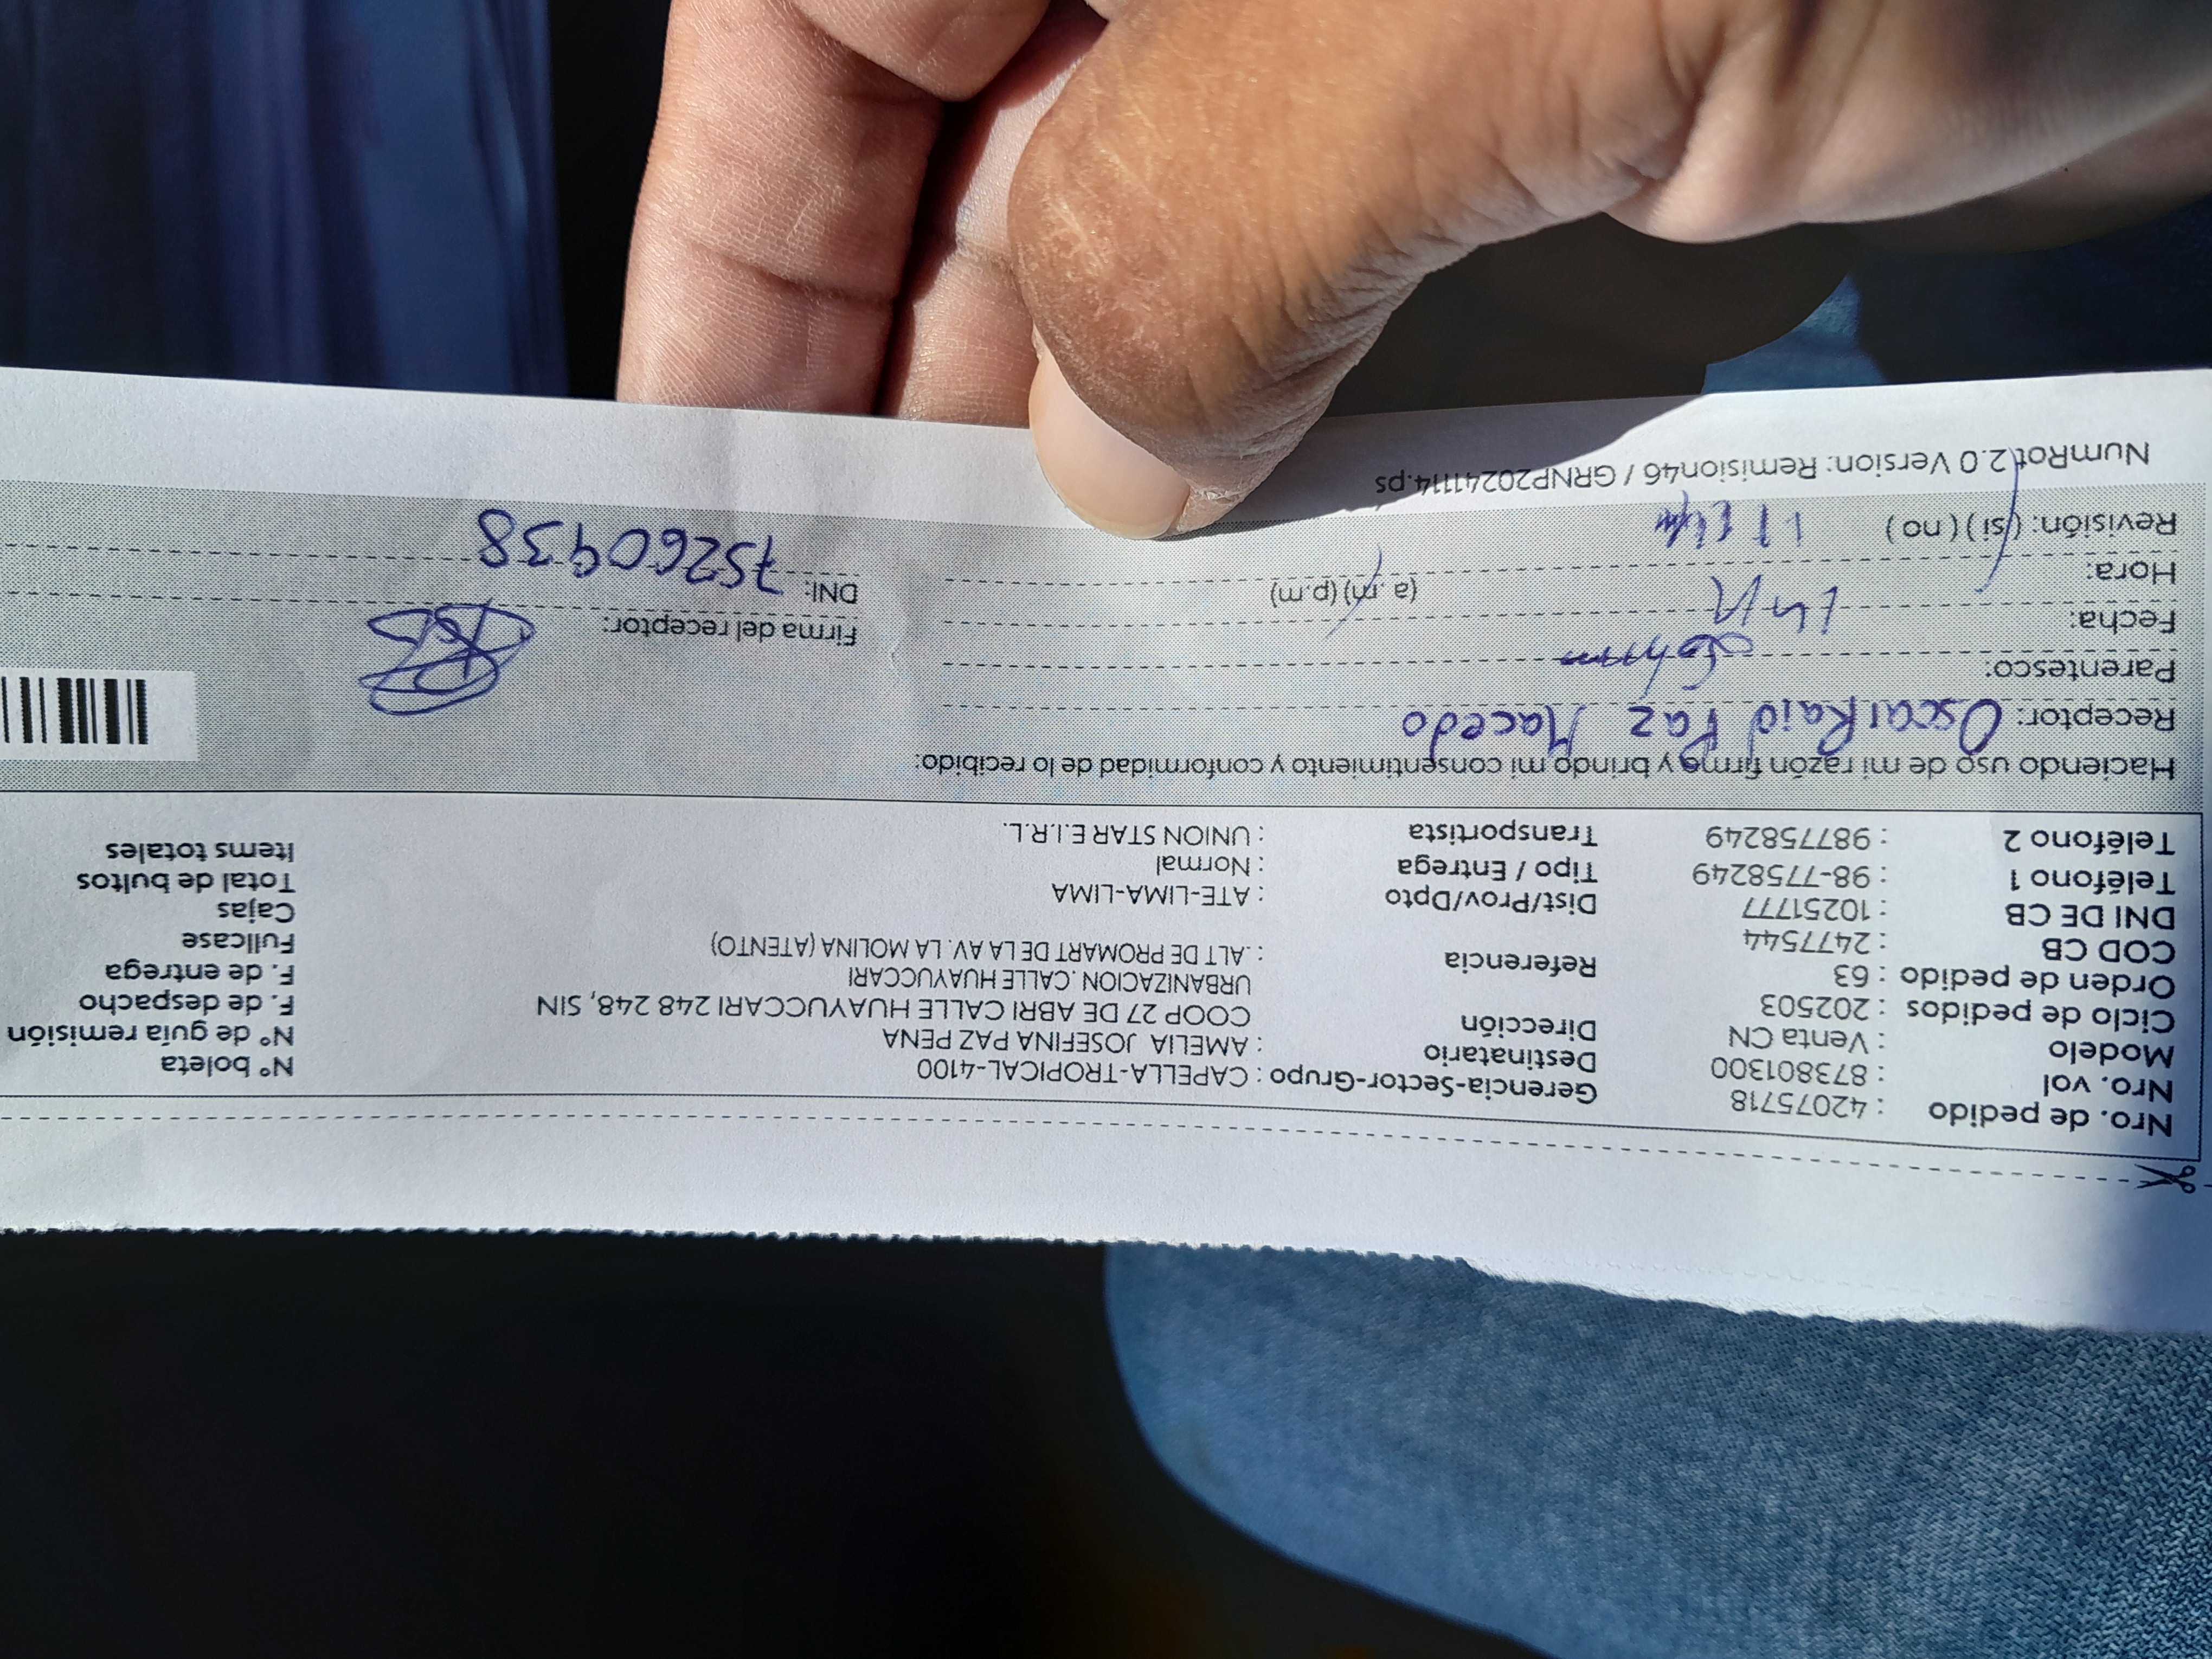 Nro. de pedido : 42075718
Nro. vol : 873801300
Modelo : Venta CN
Ciclo de pedidos : 202503
Orden de pedido : 63
COD CB : 2477544
DNI DE CB : 10251777
Teléfono 1 : 98-7758249
Teléfono 2 : 987758249
Gerencia-Sector-Grupo : CAPELLA-TROPICAL-4100
Destinatario : AMELIA JOSEFINA PAZ PENA
Dirección COOP 27 DE ABRI CALLE HUAYUCCARI 248 248, SIN
URBANIZACION. CALLE HUAYUCCARI
Referencia : .ALT DE PROMART DE LA AV. LA MOLINA (ATENTO)
Dist/Prov/Dpto : ATE-LIMA-LIMA
Tipo / Entrega : Normal
Transportista : UNION STAR E.I.R.L.
N° boleta
N° de guía remisión
F. de despacho
F. de entrega
Fullcase
Cajas
Total de bultos
Items totales
Haciendo uso de mi razón firmo y brindo mi consentimiento y conformidad de lo recibido:
Receptor: Oscar Raid Paz Macedo
Parentesco:
Fecha:
Hora: (a.m) (p.m)
Revisión: (si) (no)
Firma del receptor:
DNI: 75260938
NumRot 2.0 Version: Remision46 / GRNP20241114.ps